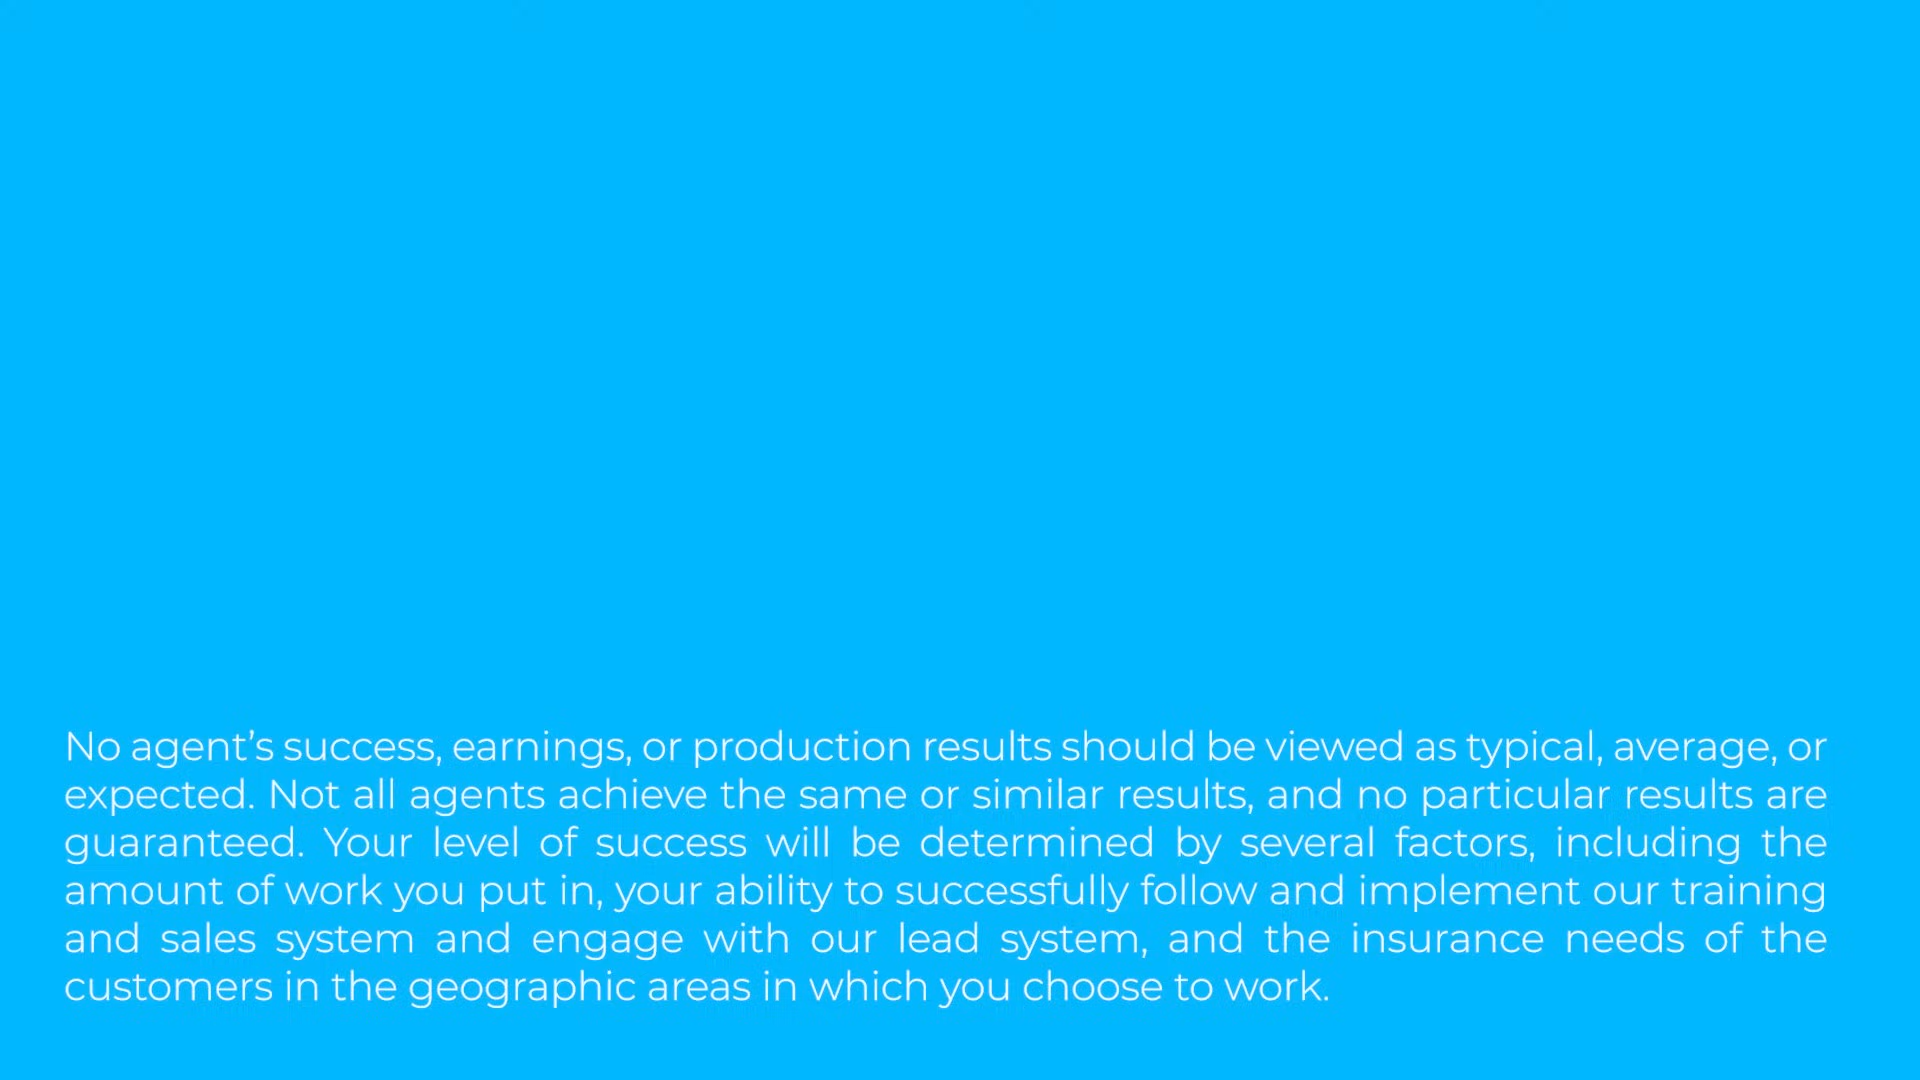 No agent’s success, earnings, or production results should be viewed as typical, average, or
expected. Not all agents achieve the same or similar results, and no particular results are
guaranteed. Your level of success will be determined by several factors, including the
amount of work you put in, your ability to successfully follow and implement our training
and sales system and engage with our lead system, and the insurance needs of the
customers in the geographic areas in which you choose to work.